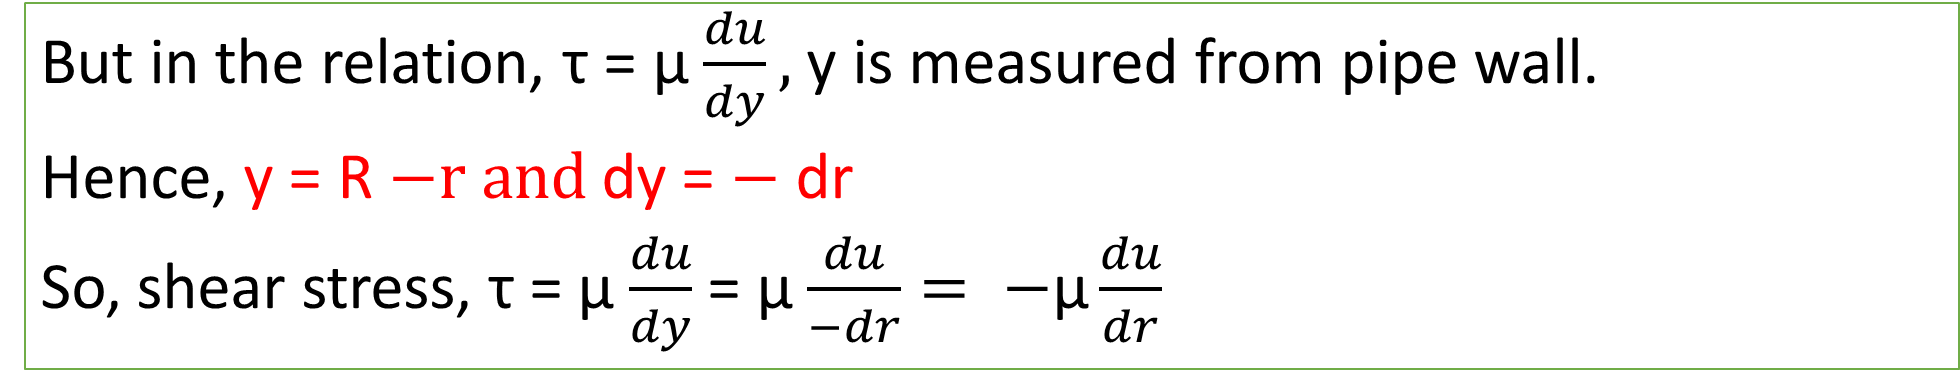 But in the relation, τ = μ du/dy , y is measured from pipe wall.
Hence, y = R −r and dy = − dr
So, shear stress, τ = μ du/dy = μ du/−dr = −μ du/dr